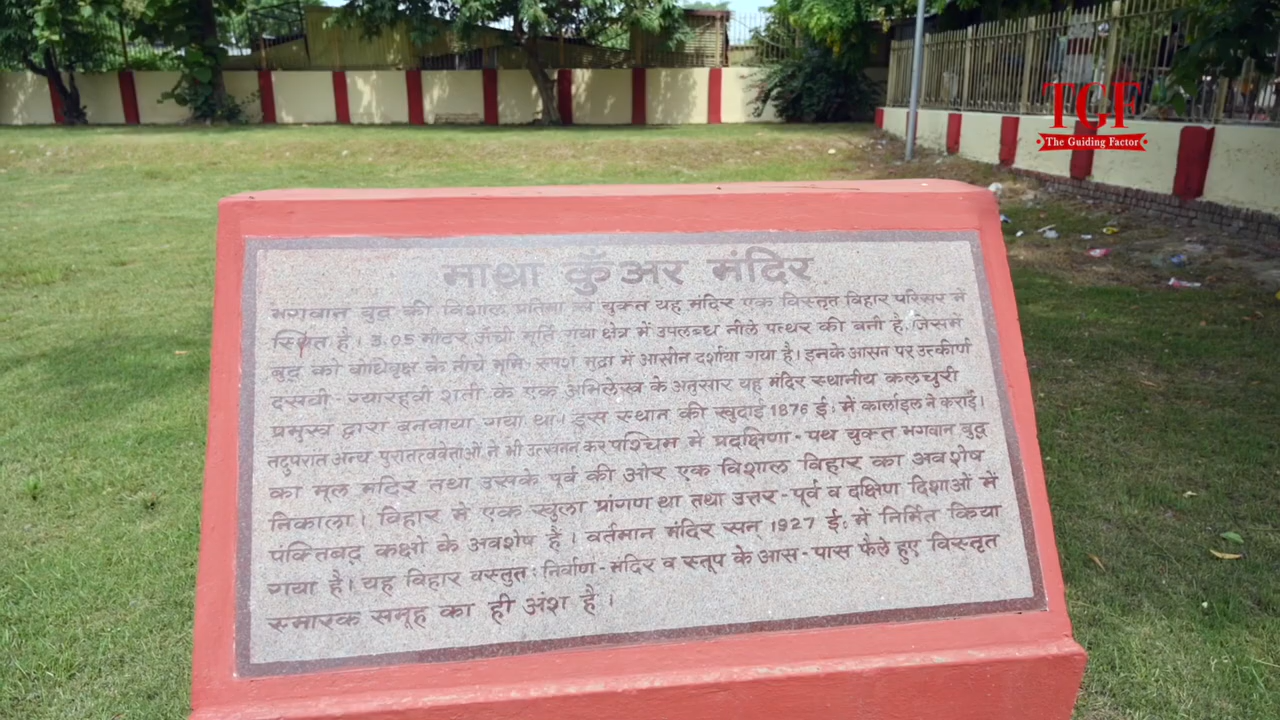 माथा कुँअर मंदिर
भगवान बुद्ध की विशाल प्रतिमा से युक्त यह मंदिर एक विस्तृत विहार परिसर में
स्थित है। 3.05 मीटर ऊँची मूर्ति गया क्षेत्र में उपलब्ध नीले पत्थर की बनी है, जिसमें
बुद्ध को बोधिवृक्ष के नीचे भूमि-स्पर्श मुद्रा में आसीन दर्शाया गया है। इनके आसन पर उत्कीर्ण
दसवी-ग्यारहवी शती के एक अभिलेख के अनुसार यह मंदिर स्थानीय कलचुरी
प्रमुख द्वारा बनवाया गया था। इस स्थान की खुदाई 1876 ई: में कार्लाइल ने कराई।
तदुपरांत अन्य पुरातत्ववेत्ताओं ने भी उत्खनन कर पश्चिम में प्रदक्षिणा-पथ युक्त भगवान बुद्ध
का मूल मंदिर तथा उसके पूर्व की ओर एक विशाल विहार का अवशेष
निकाला। विहार में एक खुला प्रांगण था तथा उत्तर-पूर्व व दक्षिण दिशाओं में
पंक्तिबद्ध कक्षों के अवशेष हैं। वर्तमान मंदिर सन् 1927 ई: में निर्मित किया
गया है। यह विहार वस्तुत: निर्वाण-मंदिर व स्तूप के आस-पास फैले हुए विस्तृत
स्मारक समूह का ही अंश है।
TGF
The Guiding Factor